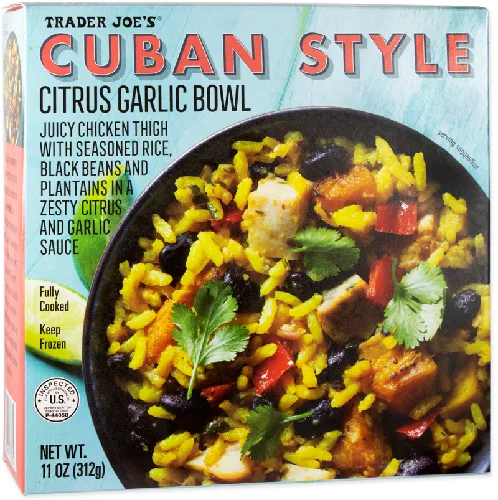 TRADER JOE'S®
CUBAN STYLE
CITRUS GARLIC BOWL
JUICY CHICKEN THIGH
WITH SEASONED RICE,
BLACK BEANS AND
PLANTAINS IN A
ZESTY CITRUS
AND GARLIC
SAUCE
serving suggestion
Fully
Cooked
Keep
Frozen
INSPECTED
U.S.
NET WT.
11 OZ (312g)